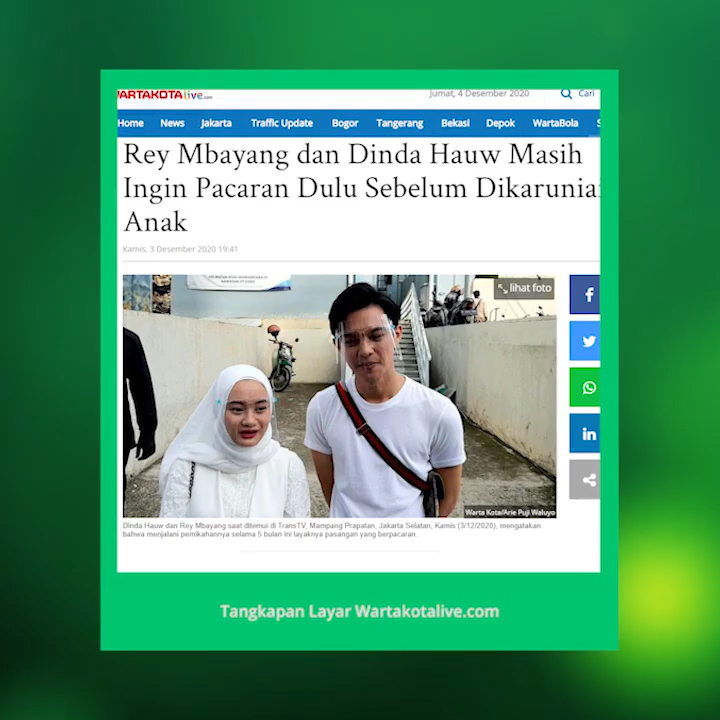 WARTAKOTAlive.com
Jumat, 4 Desember 2020
Cari
Home News Jakarta Traffic Update Bogor Tangerang Bekasi Depok WartaBola S
Rey Mbayang dan Dinda Hauw Masih
Ingin Pacaran Dulu Sebelum Dikaruniai
Anak
Kamis, 3 Desember 2020 19:41
lihat foto
Warta Kota/Arie Puji Waluyo
Dinda Hauw dan Rey Mbayang saat ditemui di TransTV, Mampang Prapatan, Jakarta Selatan, Kamis (3/12/2020), mengatakan
bahwa menjalani pernikahannya selama 5 bulan ini layaknya pasangan yang berpacaran
Tangkapan Layar Wartakotalive.com